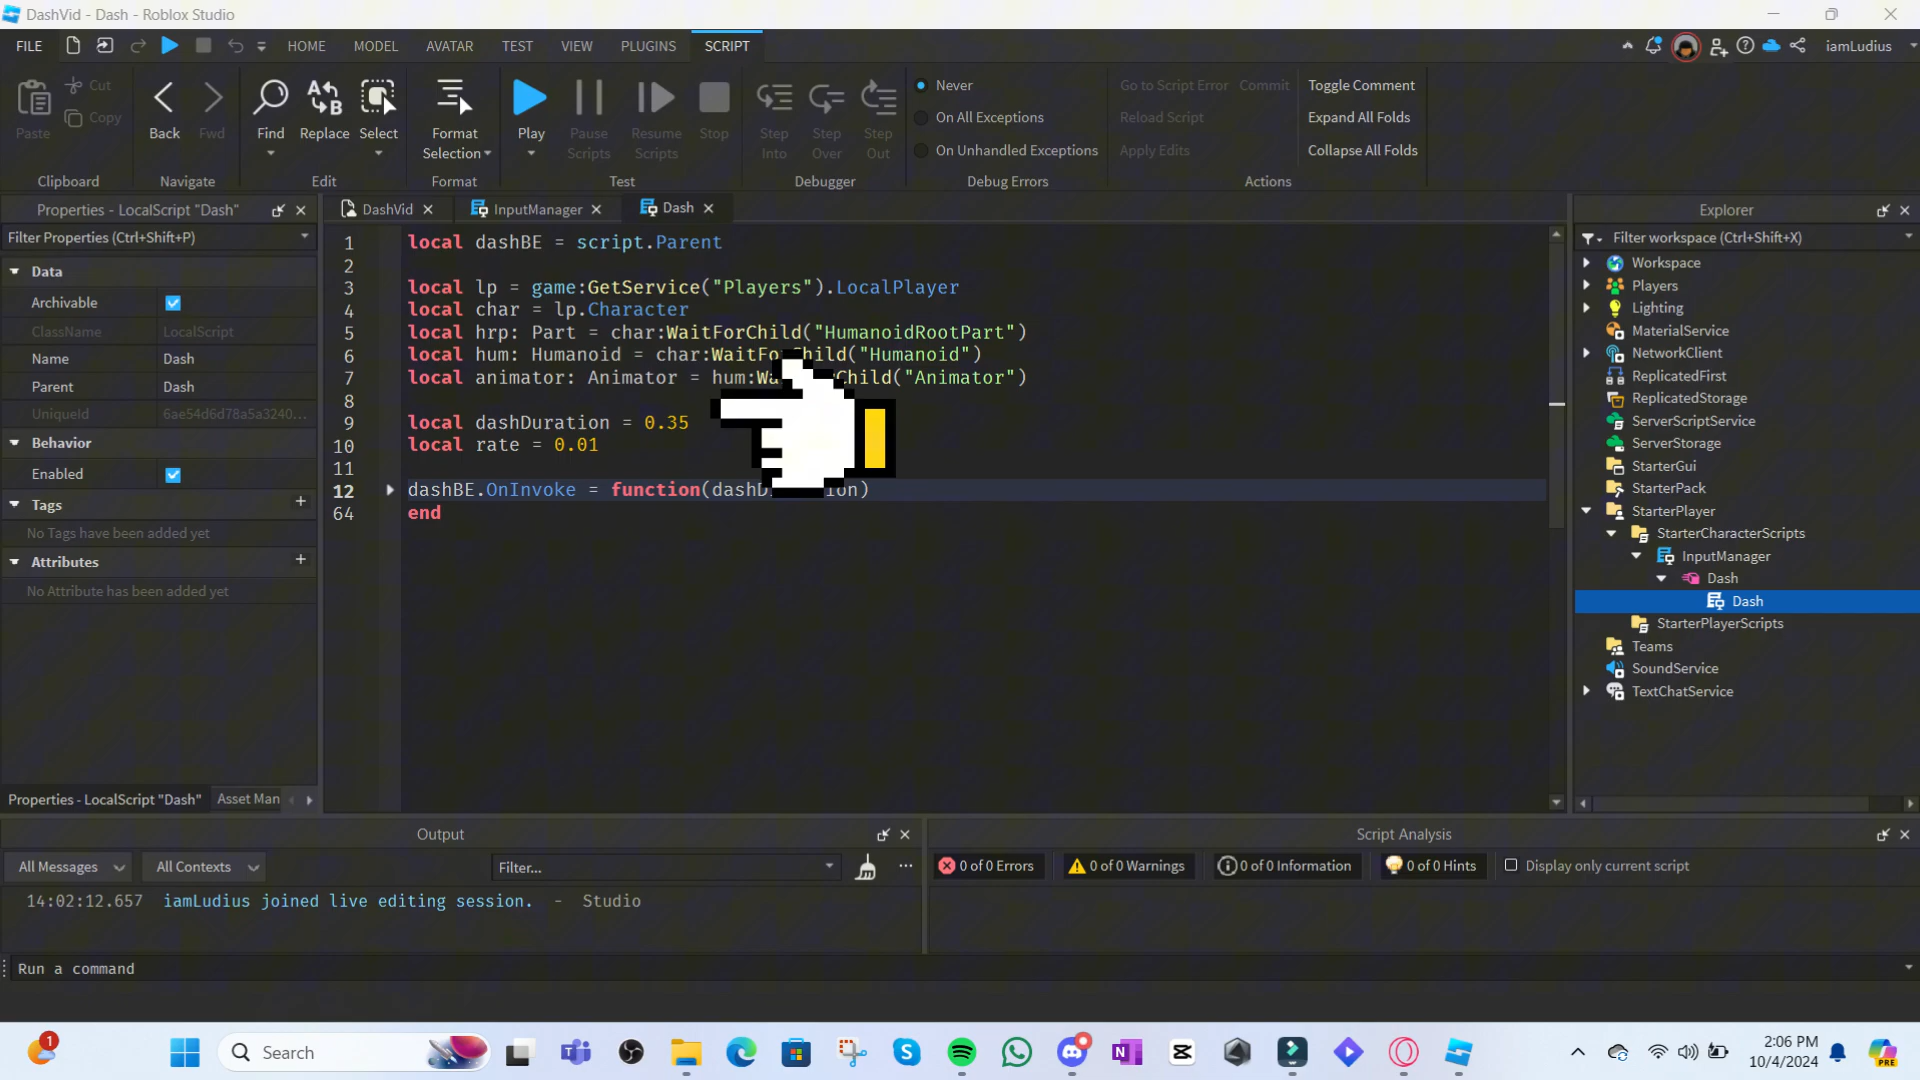 DashVid - Dash - Roblox Studio
FILE HOME MODEL AVATAR TEST VIEW PLUGINS SCRIPT iamLudius
Paste Cut Copy
Back Fwd
Find Replace Select
Format Selection
Play Pause Scripts Resume Scripts Stop
Step Into Step Over Step Out
Never
On All Exceptions
On Unhandled Exceptions
Go to Script Error Commit
Reload Script
Apply Edits
Toggle Comment
Expand All Folds
Collapse All Folds
Clipboard Navigate Edit Format Test Debugger Debug Errors Actions
Properties - LocalScript "Dash"
Filter Properties (Ctrl+Shift+P)
Data
Archivable
ClassName LocalScript
Name Dash
Parent Dash
UniqueId 6ae54d6d78a5a3240...
Behavior
Enabled
Tags +
No Tags have been added yet
Attributes +
No Attribute has been added yet
Properties - LocalScript "Dash" Asset Man
DashVid InputManager Dash
1 local dashBE = script.Parent
2
3 local lp = game:GetService("Players").LocalPlayer
4 local char = lp.Character
5 local hrp: Part = char:WaitForChild("HumanoidRootPart")
6 local hum: Humanoid = char:WaitForChild("Humanoid")
7 local animator: Animator = hum:WaitForChild("Animator")
8
9 local dashDuration = 0.35
10 local rate = 0.01
11
12 dashBE.OnInvoke = function(
64 end
Explorer
Filter workspace (Ctrl+Shift+X)
Workspace
Players
Lighting
MaterialService
NetworkClient
ReplicatedFirst
ReplicatedStorage
ServerScriptService
ServerStorage
StarterGui
StarterPack
StarterPlayer
StarterCharacterScripts
InputManager
Dash
Dash
StarterPlayerScripts
Teams
SoundService
TextChatService
Output
All Messages All Contexts Filter...
14:02:12.657 iamLudius joined live editing session. - Studio
Script Analysis
0 of 0 Errors 0 of 0 Warnings 0 of 0 Information 0 of 0 Hints Display only current script
Run a command
1
Search
2:06 PM
10/4/2024
PRE